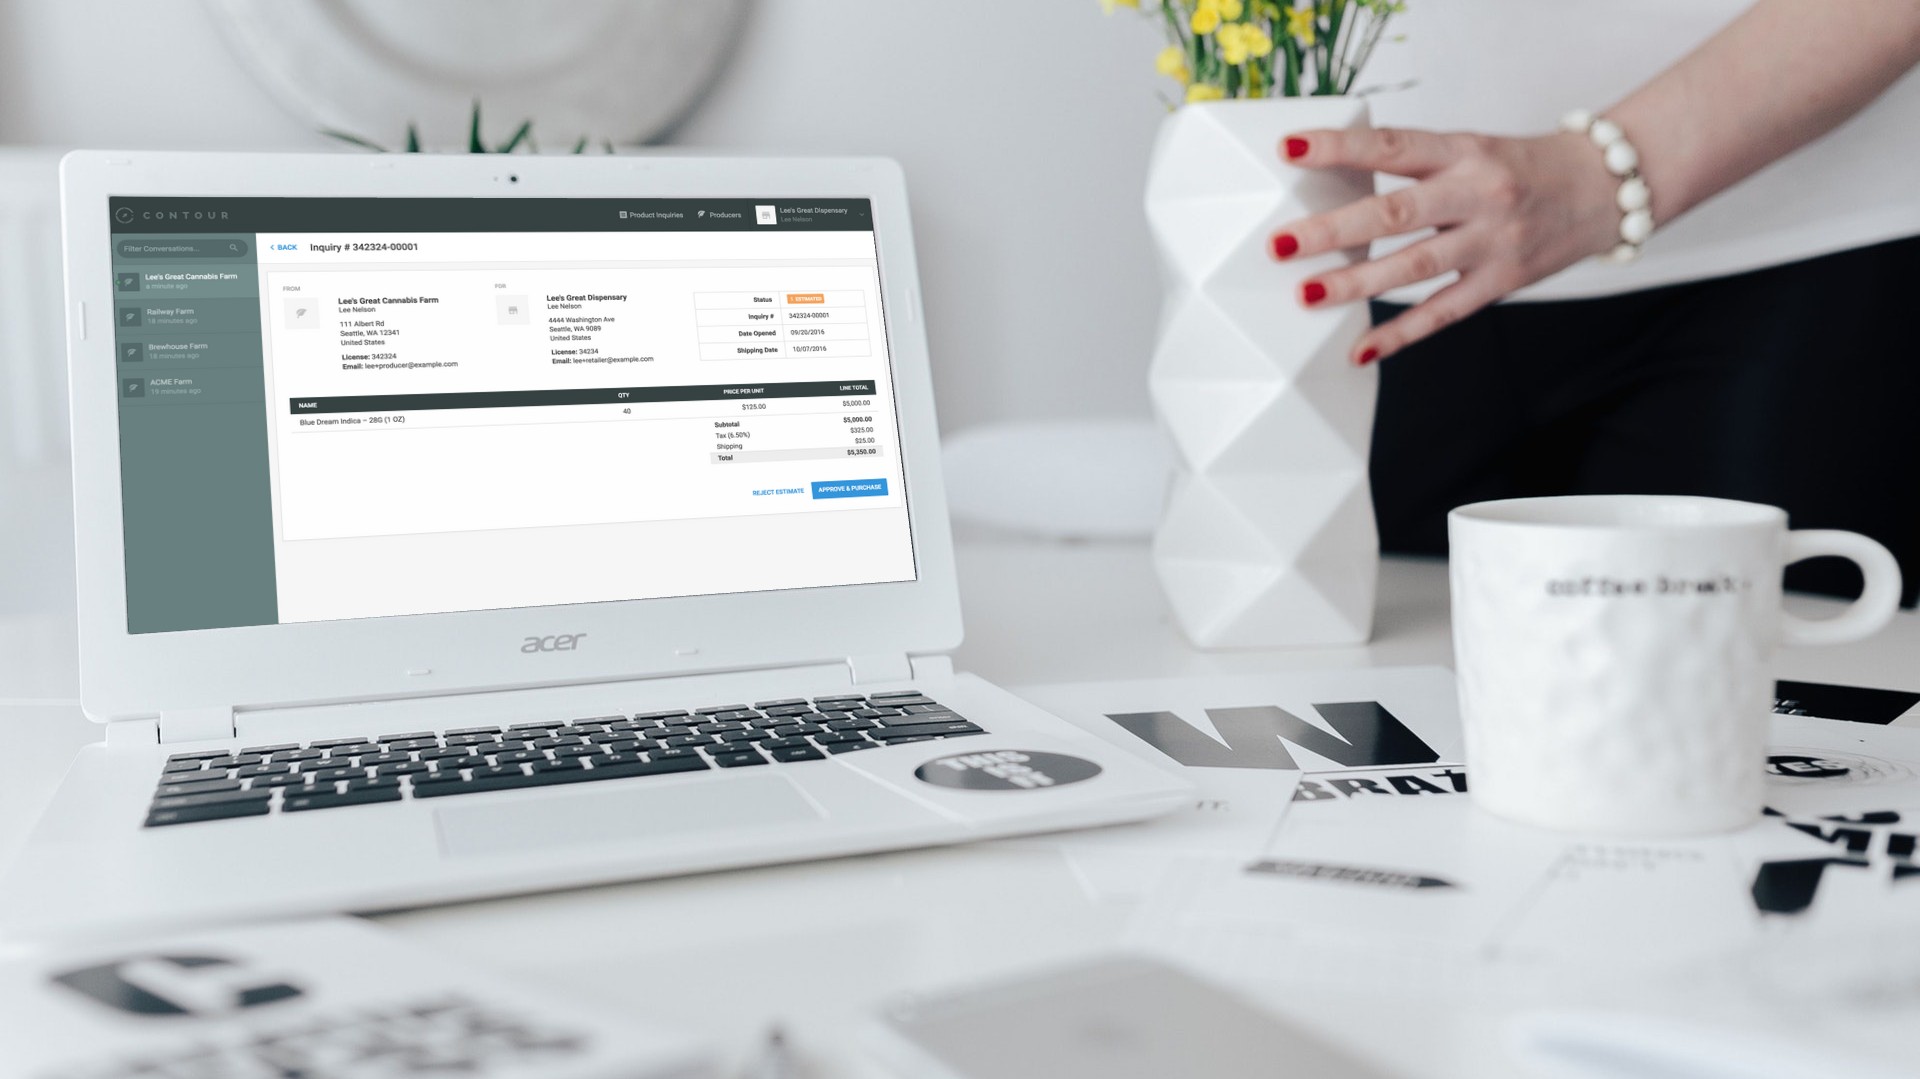 CONTOUR
Product Inquiries
Producers
Lee's Great Dispensary
Lee Nelson
Filter Conversations...
BACK
Inquiry # 342324-00001
Lee's Great Cannabis Farm
a minute ago
Railway Farm
18 minutes ago
Brewhouse Farm
18 minutes ago
ACME Farm
19 minutes ago
FROM
Lee's Great Cannabis Farm
Lee Nelson
111 Albert Rd
Seattle, WA 12341
United States
License: 342324
Email: lee+producer@example.com
FOR
Lee's Great Dispensary
Lee Nelson
4444 Washington Ave
Seattle, WA 9089
United States
License: 34234
Email: lee+retailer@example.com
Status ESTIMATED
Inquiry # 342324-00001
Date Opened 09/20/2016
Shipping Date 10/07/2016
NAME QTY PRICE PER UNIT LINE TOTAL
Blue Dream Indica – 28G (1 OZ) 40 $125.00 $5,000.00
Subtotal $5,000.00
Tax (6.50%) $325.00
Shipping $25.00
Total $5,350.00
REJECT ESTIMATE
APPROVE & PURCHASE
acer
coffee break.
W